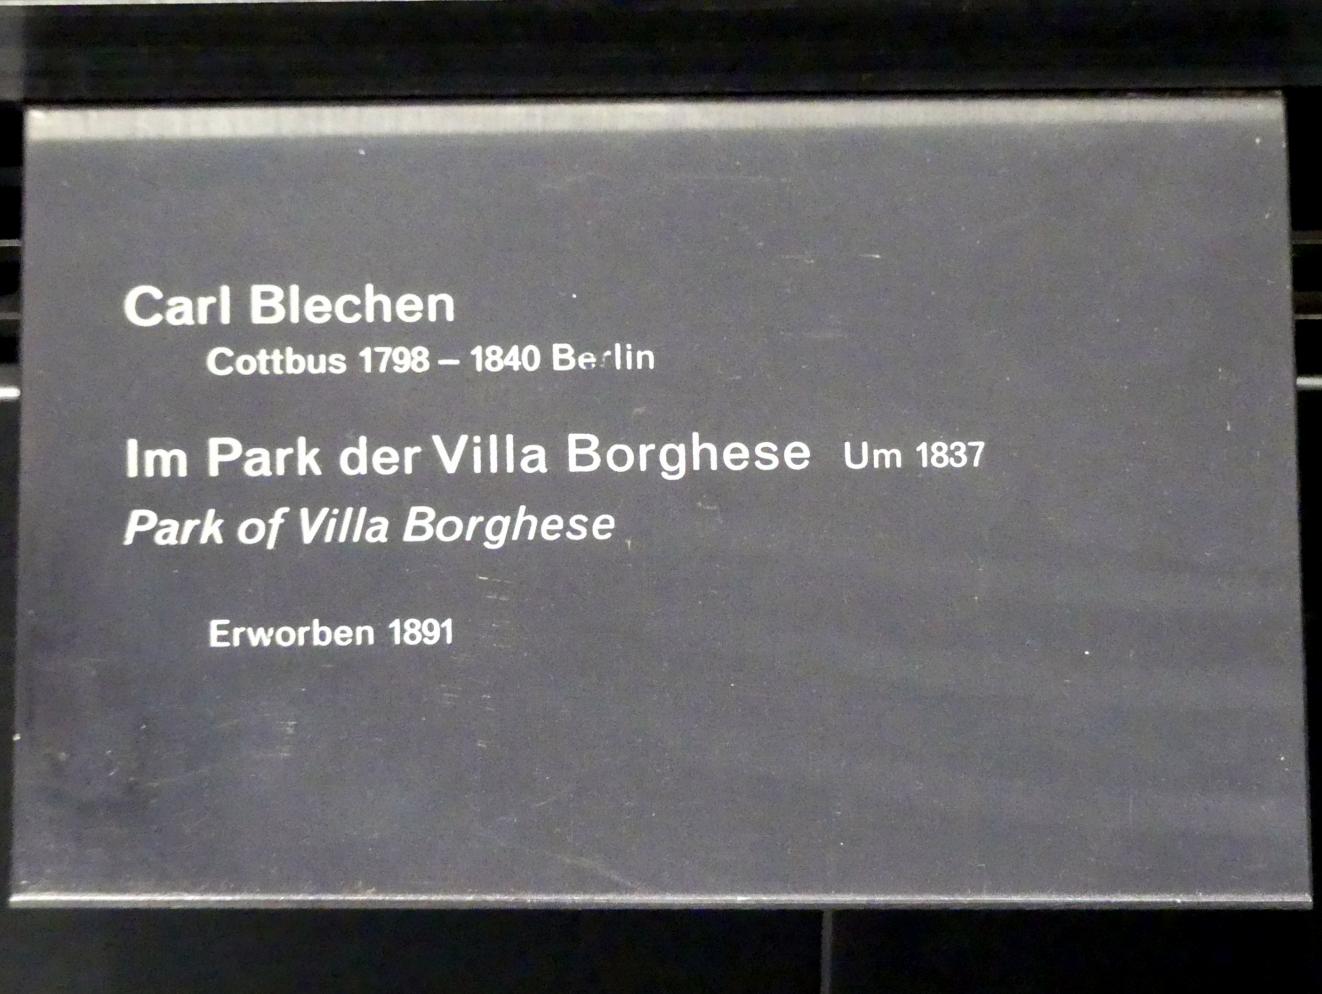 Carl Blechen
Cottbus 1798 – 1840 Berlin
Im Park der Villa Borghese Um 1837
Park of Villa Borghese
Erworben 1891